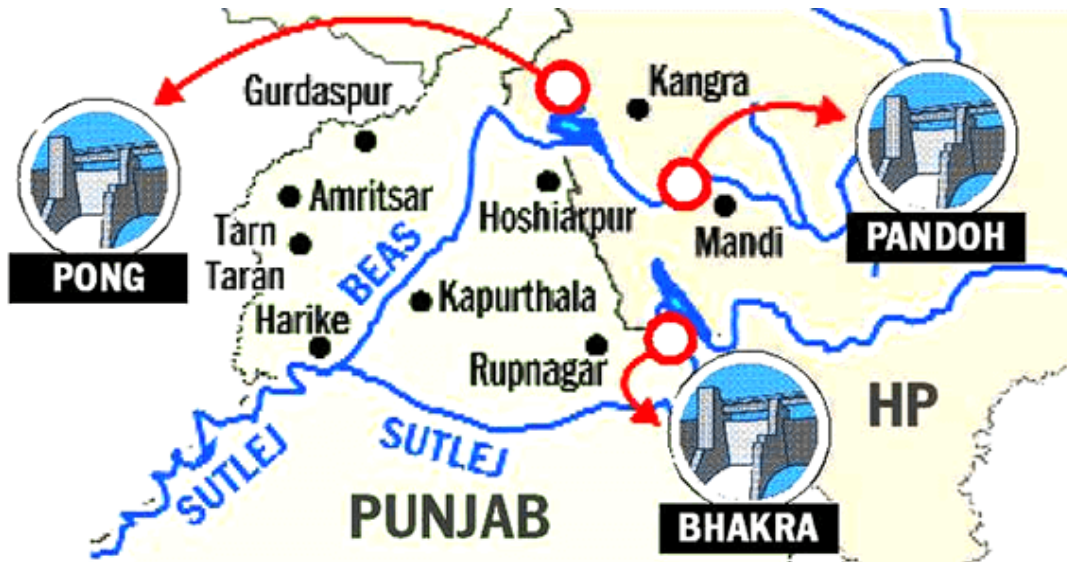 Gurdaspur
Kangra
Amritsar
Hoshiarpur
Tarn
Taran
Mandi
PANDOH
PONG
BEAS
Harike
Kapurthala
Rupnagar
HP
SUTLEJ
SUTLEJ
PUNJAB
BHAKRA